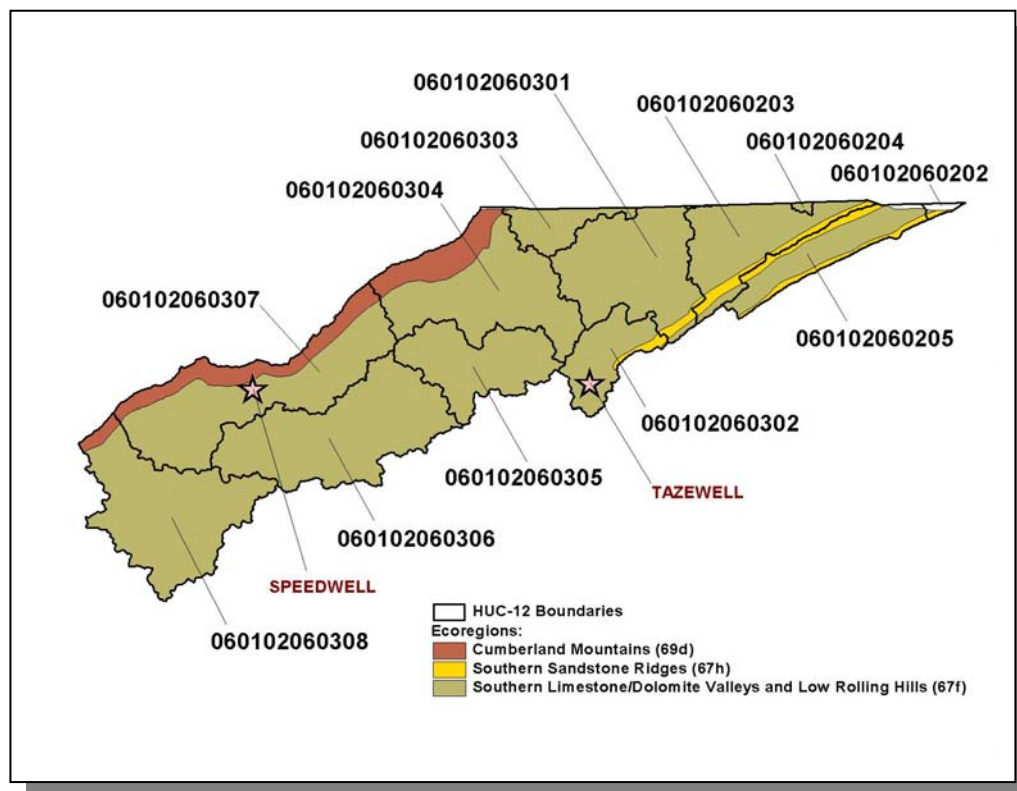 060102060301
060102060203
060102060303
060102060204
060102060202
060102060304
060102060307
060102060205
060102060302
060102060305
TAZEWELL
060102060306
SPEEDWELL
060102060308
HUC-12 Boundaries
Ecoregions:
Cumberland Mountains (69d)
Southern Sandstone Ridges (67h)
Southern Limestone/Dolomite Valleys and Low Rolling Hills (67f)